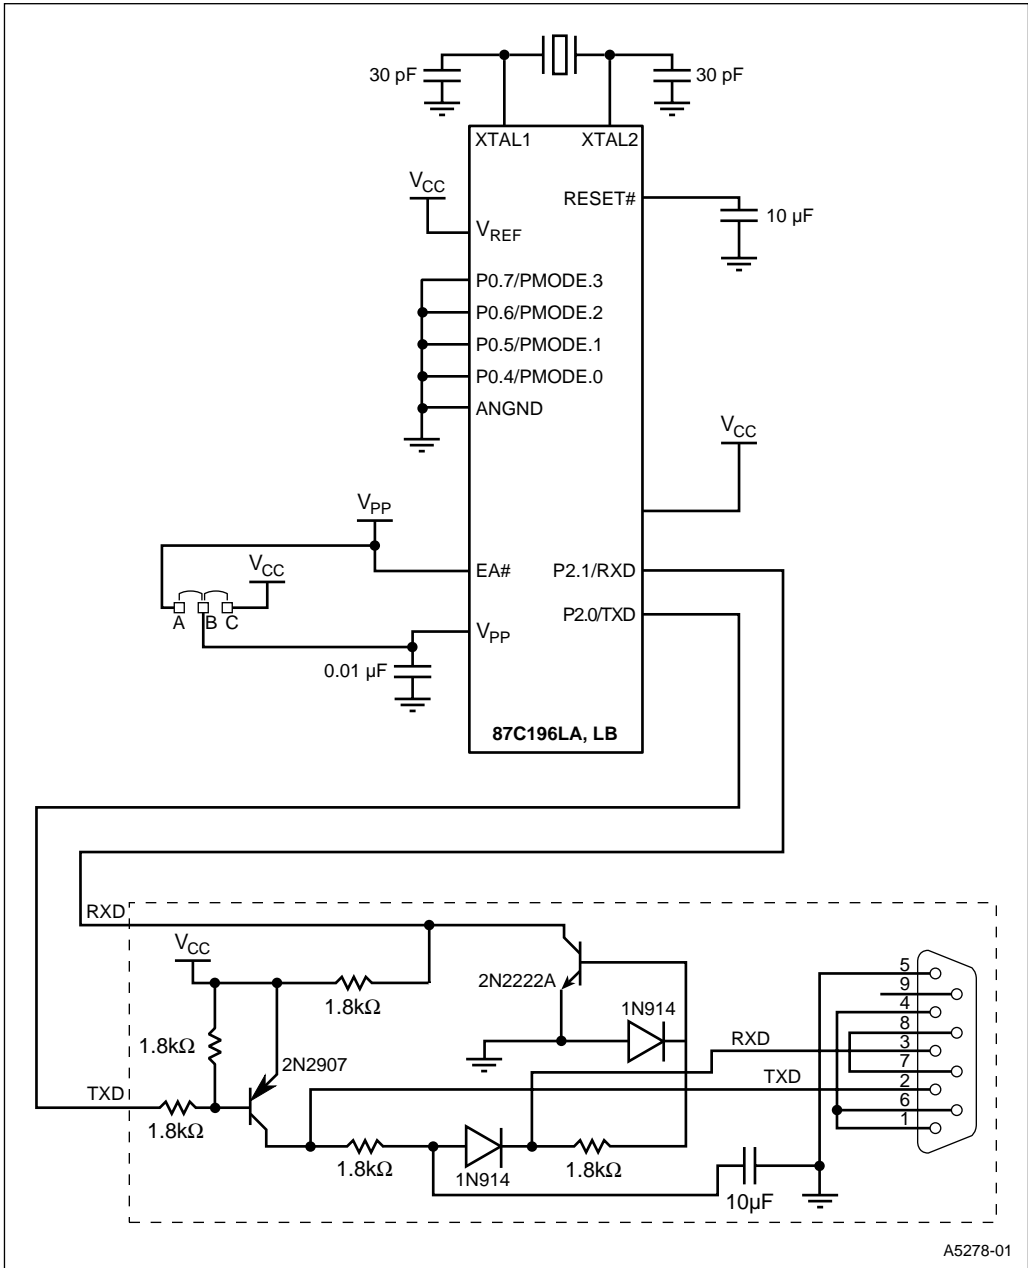 30 pF
30 pF
XTAL1 XTAL2
VCC
RESET#
10 µF
VREF
P0.7/PMODE.3
P0.6/PMODE.2
P0.5/PMODE.1
P0.4/PMODE.0
ANGND
VCC
VPP
VCC
EA#
P2.1/RXD
A B C
P2.0/TXD
VPP
0.01 µF
87C196LA, LB
RXD
VCC
1.8kΩ
2N2222A
1N914
5
9
4
8
3
7
2
6
1
RXD
TXD
1.8kΩ
2N2907
TXD
1.8kΩ
1.8kΩ
1N914
1.8kΩ
10µF
A5278-01